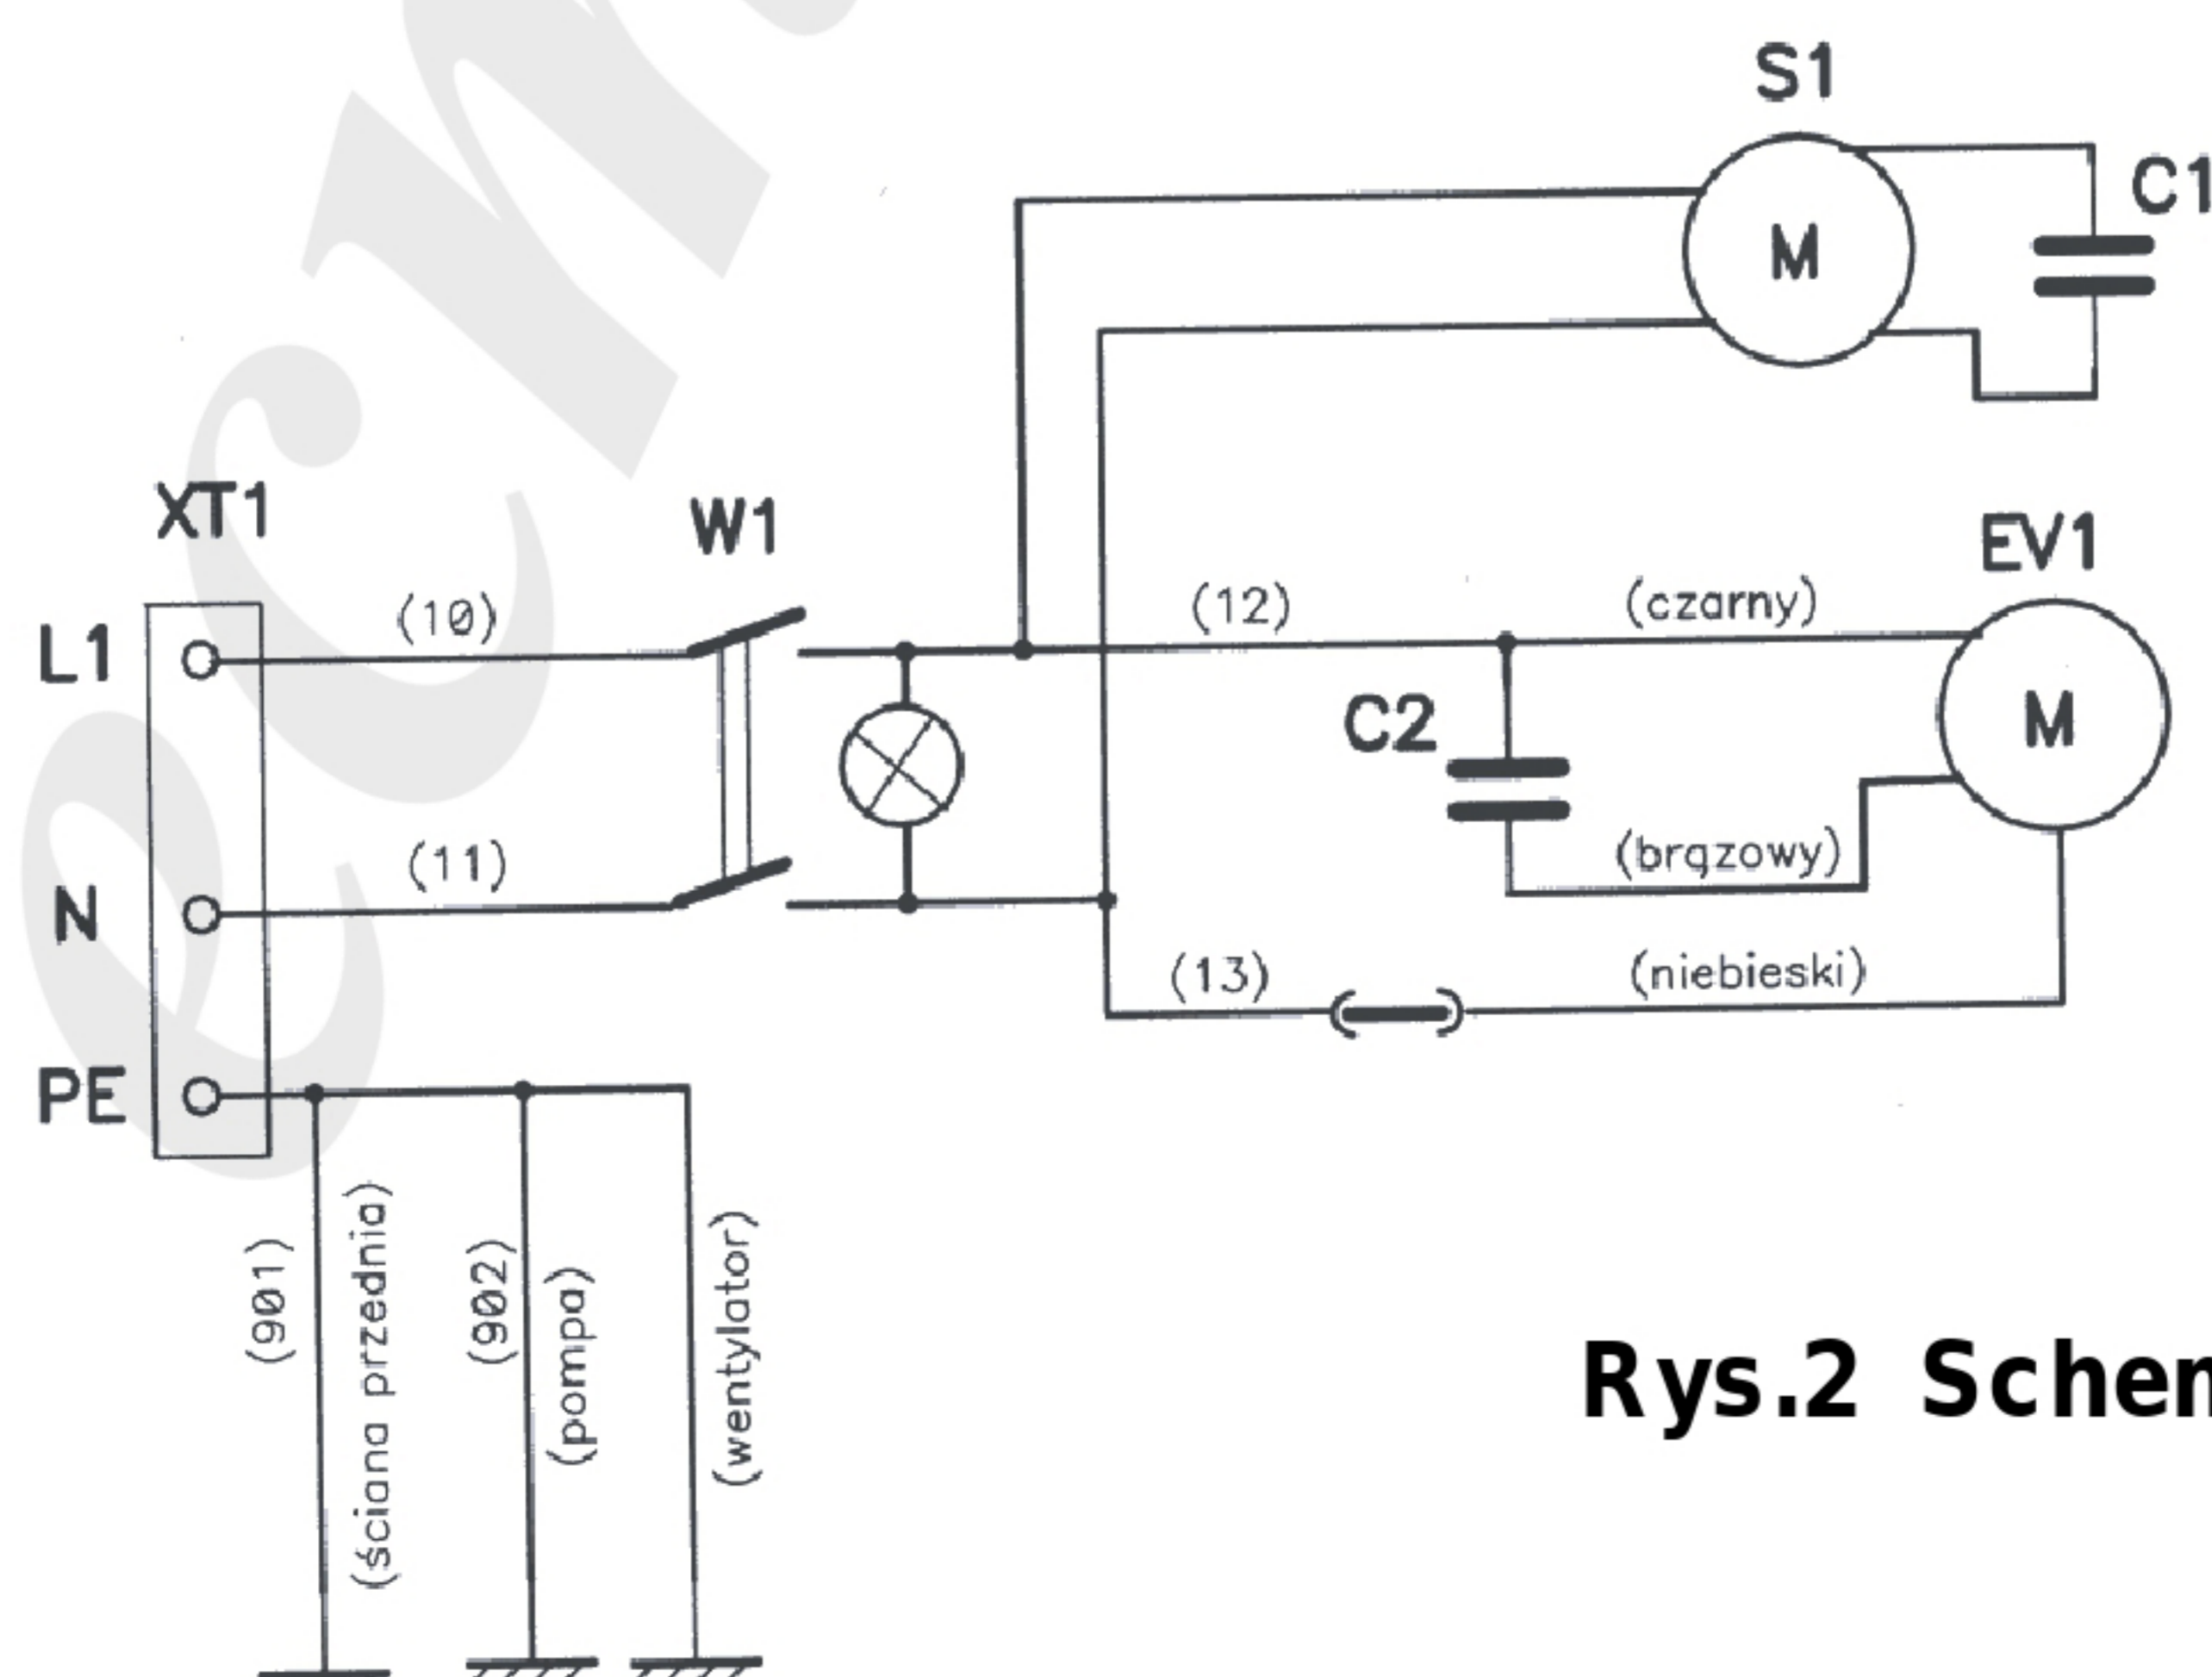 S1
C1
M
XT1
W1
EV1
L1
(10)
(12)
(czarny)
C2
M
N
(11)
(brązowy)
(13)
(niebieski)
PE
(901)
(ściana przednia)
(902)
(pompa)
(wentylator)
Rys.2